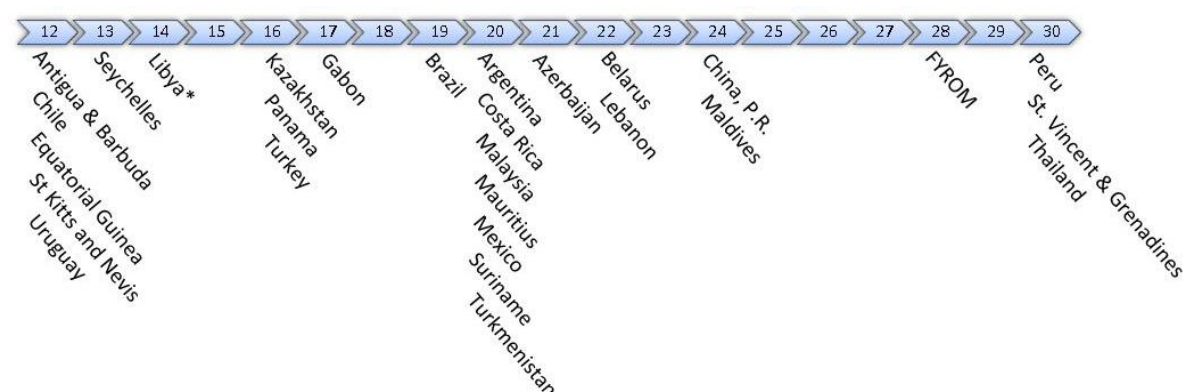 12 13 14 15 16 17 18 19 20 21 22 23 24 25 26 27 28 29 30
Antigua & Barbuda
Chile
Equatorial Guinea
St Kitts and Nevis
Uruguay
Seychelles
Libya*
Kazakhstan
Panama
Turkey
Gabon
Brazil
Argentina
Costa Rica
Malaysia
Mauritius
Mexico
Suriname
Turkmenistan
Azerbaijan
Belarus
Lebanon
China, P.R.
Maldives
FYROM
Peru
St. Vincent & Grenadines
Thailand